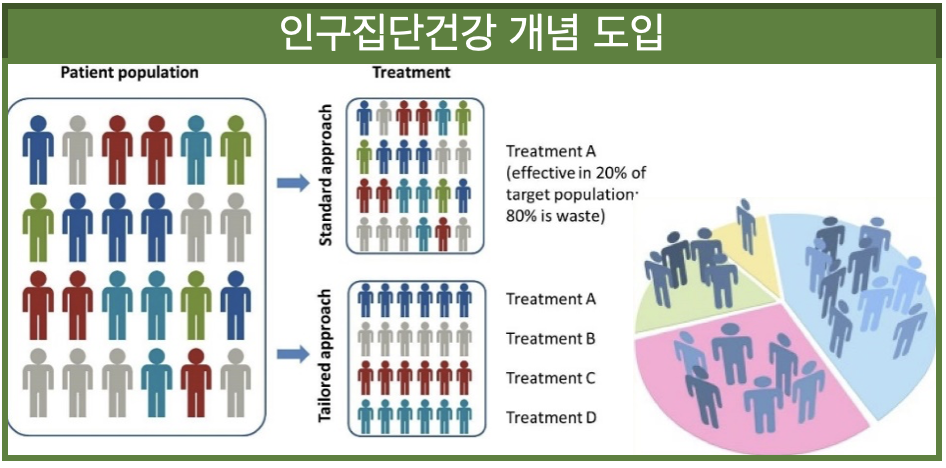 인구집단건강 개념 도입
Patient population
Treatment
Standard approach
Treatment A
(effective in 20% of
target population:
80% is waste)
Tailored approach
Treatment A
Treatment B
Treatment C
Treatment D